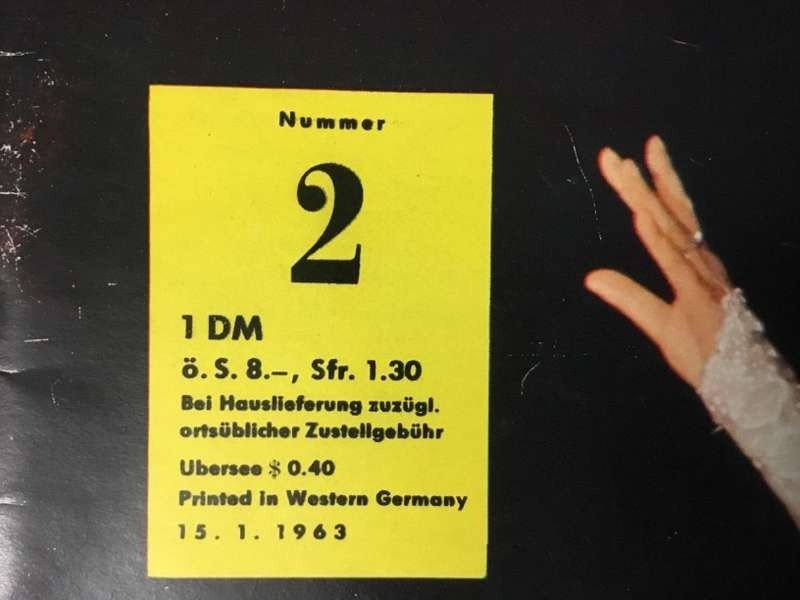 Nummer
2
1 DM
ö. S. 8.–, Sfr. 1.30
Bei Hauslieferung zuzügl.
ortsüblicher Zustellgebühr
Ubersee $ 0.40
Printed in Western Germany
15. 1. 1963